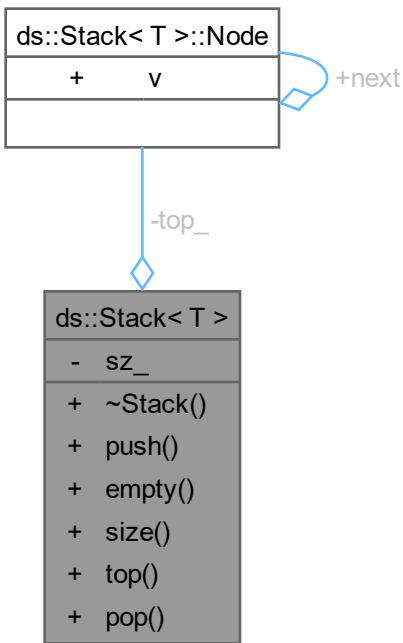 ds::Stack< T >::Node
+ v
+next
-top_
ds::Stack< T >
- sz_
+ ~Stack()
+ push()
+ empty()
+ size()
+ top()
+ pop()